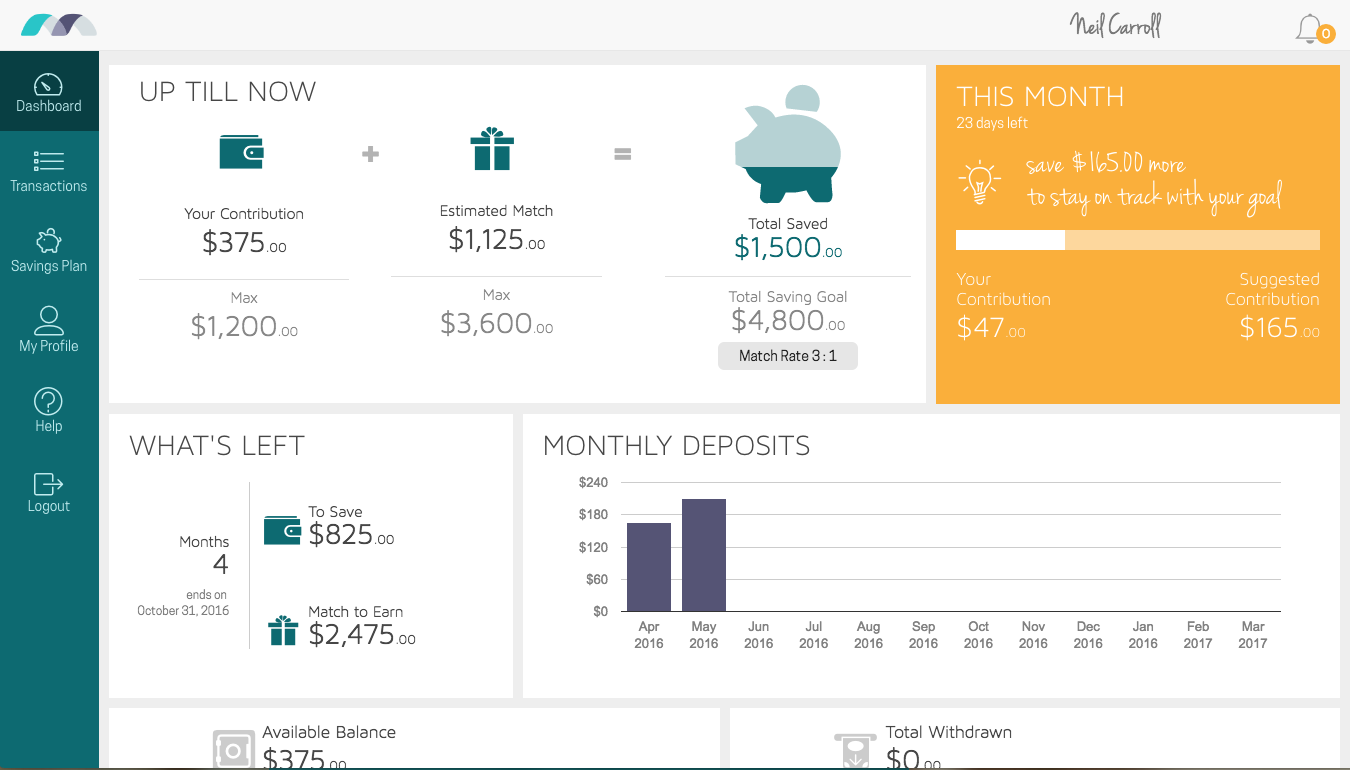 Neil Carroll
0
Dashboard
Transactions
Savings Plan
My Profile
Help
Logout
UP TILL NOW
Your Contribution
$375.00
Max
$1,200.00
+
Estimated Match
$1,125.00
Max
$3,600.00
=
Total Saved
$1,500.00
Total Saving Goal
$4,800.00
Match Rate 3 : 1
THIS MONTH
23 days left
save $165.00 more
to stay on track with your goal
Your
Contribution
$47.00
Suggested
Contribution
$165.00
WHAT'S LEFT
Months
4
ends on
October 31, 2016
To Save
$825.00
Match to Earn
$2,475.00
MONTHLY DEPOSITS
$240
$180
$120
$60
$0
Apr 2016
May 2016
Jun 2016
Jul 2016
Aug 2016
Sep 2016
Oct 2016
Nov 2016
Dec 2016
Jan 2016
Feb 2017
Mar 2017
Available Balance
$375.00
Total Withdrawn
$0.00